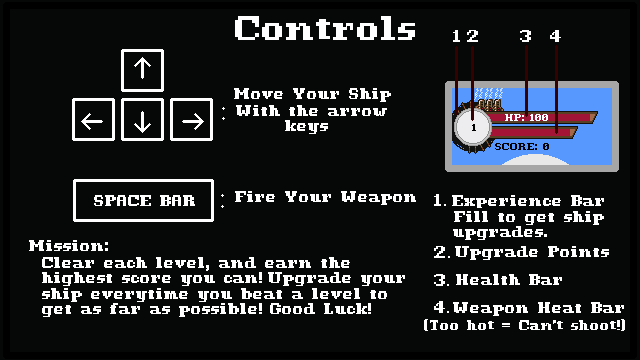 Controls
1 2 3 4
↑
← ↓ →
: Move Your Ship
With the arrow
keys
HP: 100
1
SCORE: 0
SPACE BAR : Fire Your Weapon
1. Experience Bar
Fill to get ship
upgrades.
2. Upgrade Points
3. Health Bar
4. Weapon Heat Bar
(Too hot = Can't shoot!)
Mission:
Clear each level, and earn the
highest score you can! Upgrade your
ship everytime you beat a level to
get as far as possible! Good Luck!